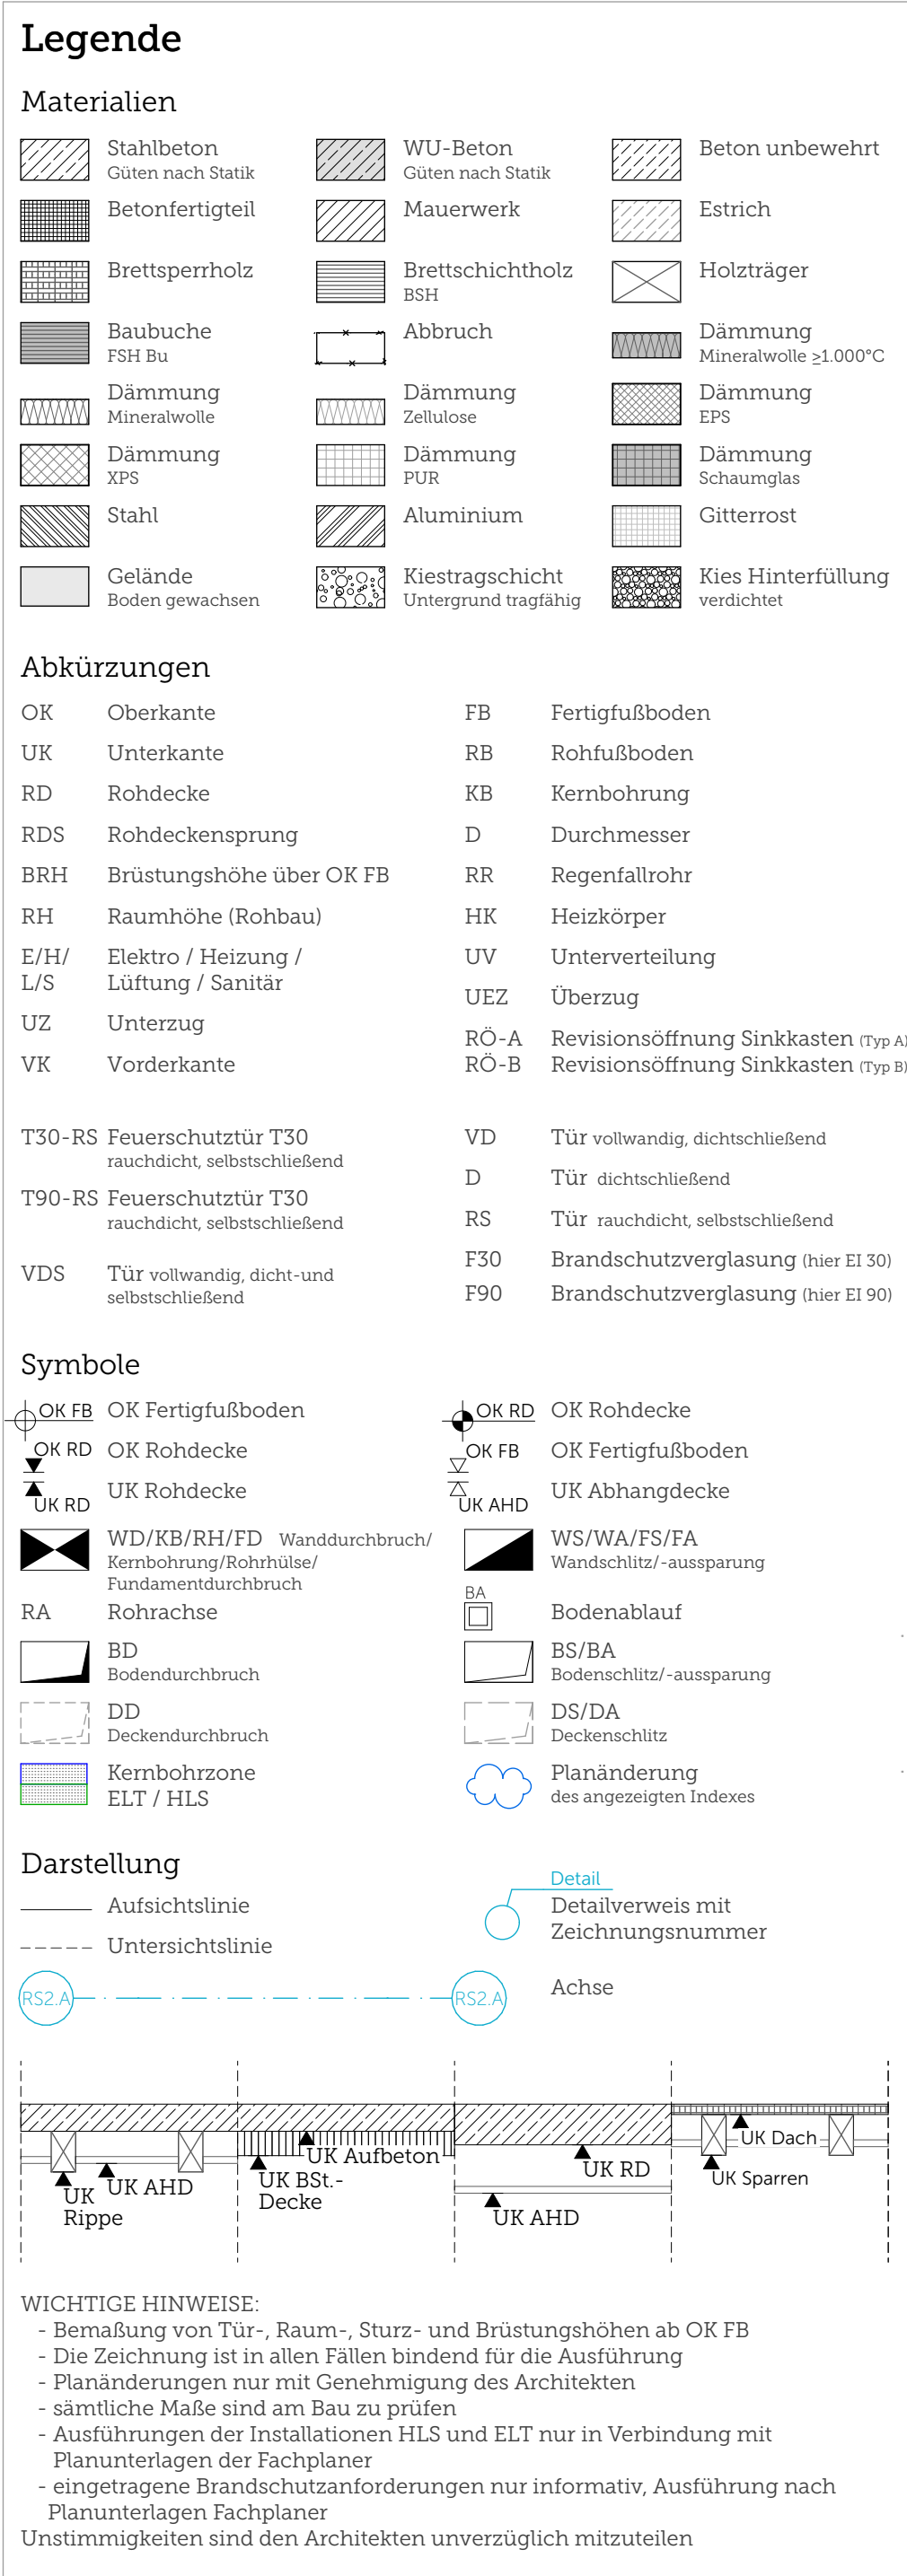 Legende
Materialien
Stahlbeton
Güten nach Statik
WU-Beton
Güten nach Statik
Beton unbewehrt
Betonfertigteil
Mauerwerk
Estrich
Brettsperrholz
Brettschichtholz
BSH
Holzträger
Baubuche
FSH Bu
Abbruch
Dämmung
Mineralwolle ≥1.000°C
Dämmung
Mineralwolle
Dämmung
Zellulose
Dämmung
EPS
Dämmung
XPS
Dämmung
PUR
Dämmung
Schaumglas
Stahl
Aluminium
Gitterrost
Gelände
Boden gewachsen
Kiestragschicht
Untergrund tragfähig
Kies Hinterfüllung
verdichtet
Abkürzungen
OK Oberkante
UK Unterkante
RD Rohdecke
RDS Rohdeckensprung
BRH Brüstungshöhe über OK FB
RH Raumhöhe (Rohbau)
E/H/ Elektro / Heizung /
L/S Lüftung / Sanitär
UZ Unterzug
VK Vorderkante
FB Fertigfußboden
RB Rohfußboden
KB Kernbohrung
D Durchmesser
RR Regenfallrohr
HK Heizkörper
UV Unterverteilung
UEZ Überzug
RÖ-A Revisionsöffnung Sinkkasten (Typ A)
RÖ-B Revisionsöffnung Sinkkasten (Typ B)
T30-RS Feuerschutztür T30
rauchdicht, selbstschließend
T90-RS Feuerschutztür T30
rauchdicht, selbstschließend
VDS Tür vollwandig, dicht-und
selbstschließend
VD Tür vollwandig, dichtschließend
D Tür dichtschließend
RS Tür rauchdicht, selbstschließend
F30 Brandschutzverglasung (hier EI 30)
F90 Brandschutzverglasung (hier EI 90)
Symbole
OK FB OK Fertigfußboden
OK RD OK Rohdecke
OK RD OK Rohdecke
OK FB OK Fertigfußboden
UK RD UK Rohdecke
UK AHD UK Abhangdecke
WD/KB/RH/FD Wanddurchbruch/
Kernbohrung/Rohrhülse/
Fundamentdurchbruch
WS/WA/FS/FA
Wandschlitz/-aussparung
RA Rohrachse
BA
Bodenablauf
BD
Bodendurchbruch
BS/BA
Bodenschlitz/-aussparung
DD
Deckendurchbruch
DS/DA
Deckenschlitz
Kernbohrzone
ELT / HLS
Planänderung
des angezeigten Indexes
Darstellung
Aufsichtslinie
Untersichtslinie
Detail
Detailverweis mit
Zeichnungsnummer
RS2.A RS2.A Achse
UK
Rippe
UK AHD
UK Aufbeton
UK BSt.-
Decke
UK RD
UK AHD
UK Dach
UK Sparren
WICHTIGE HINWEISE:
- Bemaßung von Tür-, Raum-, Sturz- und Brüstungshöhen ab OK FB
- Die Zeichnung ist in allen Fällen bindend für die Ausführung
- Planänderungen nur mit Genehmigung des Architekten
- sämtliche Maße sind am Bau zu prüfen
- Ausführungen der Installationen HLS und ELT nur in Verbindung mit
Planunterlagen der Fachplaner
- eingetragene Brandschutzanforderungen nur informativ, Ausführung nach
Planunterlagen Fachplaner
Unstimmigkeiten sind den Architekten unverzüglich mitzuteilen